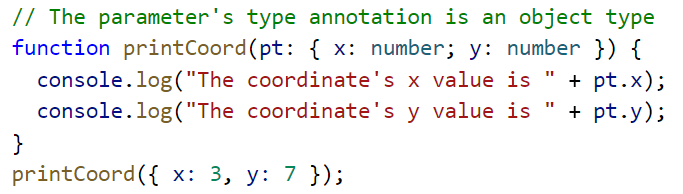 // The parameter's type annotation is an object type
function printCoord(pt: { x: number; y: number }) {
  console.log("The coordinate's x value is " + pt.x);
  console.log("The coordinate's y value is " + pt.y);
}
printCoord({ x: 3, y: 7 });